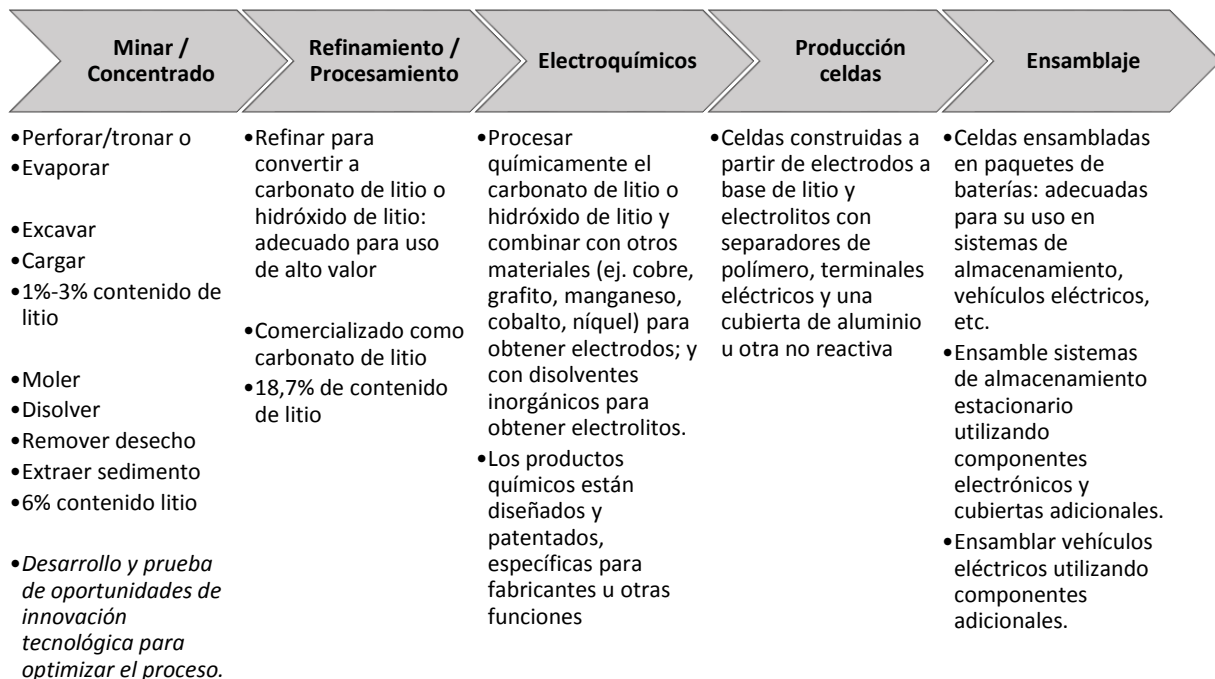 Minar /
Concentrado
Refinamiento /
Procesamiento
Electroquímicos
Producción
celdas
Ensamblaje
•Perforar/tronar o
•Evaporar
•Excavar
•Cargar
•1%-3% contenido de
litio
•Moler
•Disolver
•Remover desecho
•Extraer sedimento
•6% contenido litio
•Desarrollo y prueba
de oportunidades de
innovación
tecnológica para
optimizar el proceso.
•Refinar para
convertir a
carbonato de litio o
hidróxido de litio:
adecuado para uso
de alto valor
•Comercializado como
carbonato de litio
•18,7% de contenido
de litio
•Procesar
químicamente el
carbonato de litio o
hidróxido de litio y
combinar con otros
materiales (ej. cobre,
grafito, manganeso,
cobalto, níquel) para
obtener electrodos; y
con disolventes
inorgánicos para
obtener electrolitos.
•Los productos
químicos están
diseñados y
patentados,
específicas para
fabricantes u otras
funciones
•Celdas construidas a
partir de electrodos a
base de litio y
electrolitos con
separadores de
polímero, terminales
eléctricos y una
cubierta de aluminio
u otra no reactiva
•Celdas ensambladas
en paquetes de
baterías: adecuadas
para su uso en
sistemas de
almacenamiento,
vehículos eléctricos,
etc.
•Ensamble sistemas
de almacenamiento
estacionario
utilizando
componentes
electrónicos y
cubiertas adicionales.
•Ensamblar vehículos
eléctricos utilizando
componentes
adicionales.